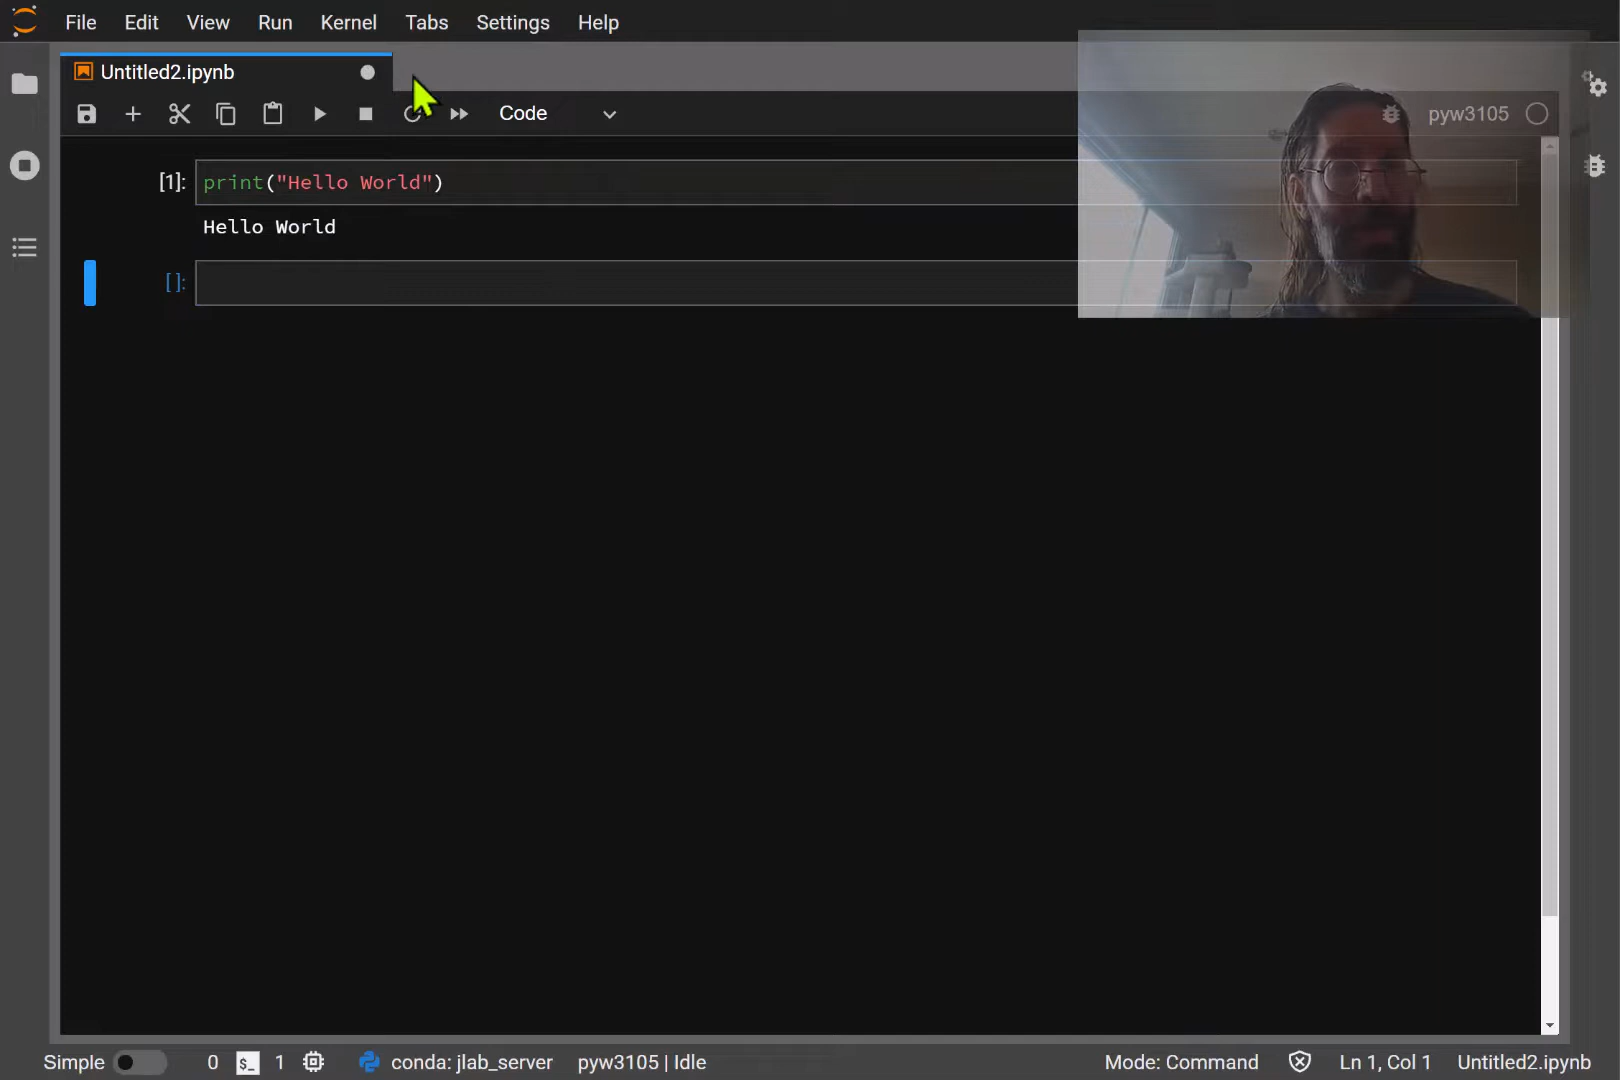 File Edit View Run Kernel Tabs Settings Help
Untitled2.ipynb
Code
pyw3105
[1]: print("Hello World")
Hello World
[ ]:
Simple 0 $_ 1 conda: jlab_server pyw3105 | Idle Mode: Command Ln 1, Col 1 Untitled2.ipynb